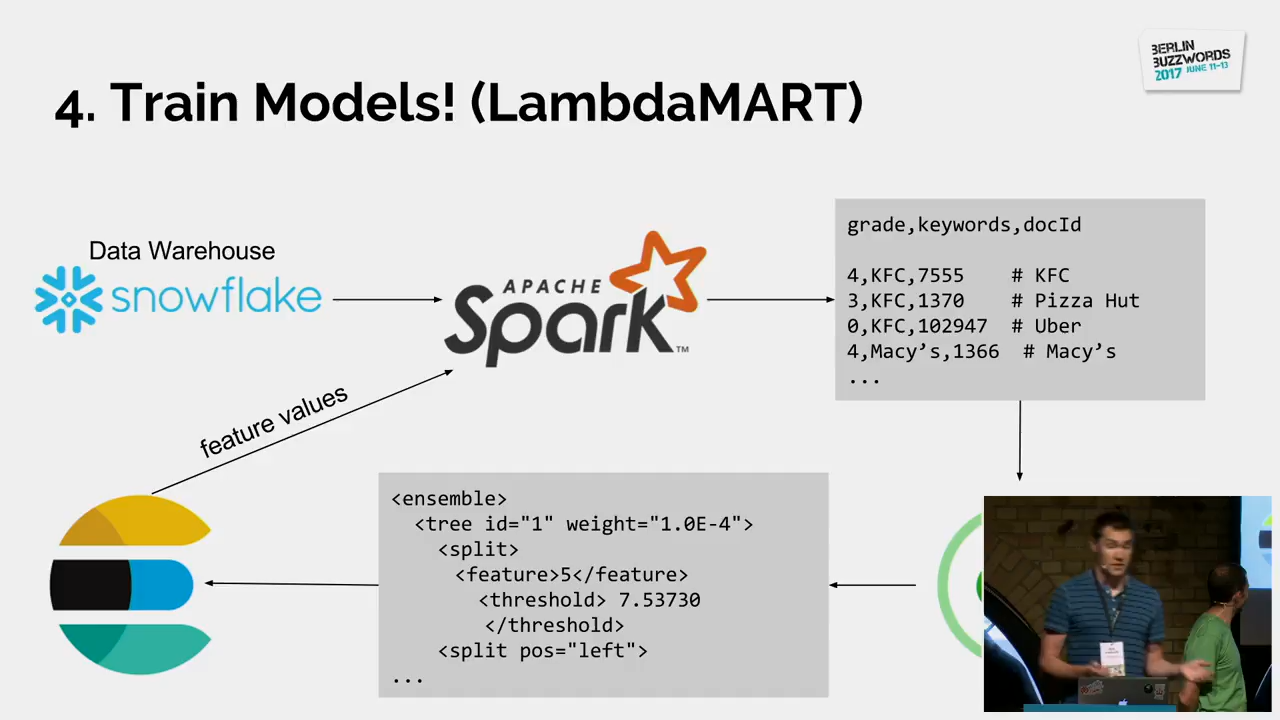 BERLIN
BUZZWORDS
2017 JUNE 11-13
4. Train Models! (LambdaMART)
Data Warehouse
snowflake
APACHE
Spark™
grade,keywords,docId
4,KFC,7555 # KFC
3,KFC,1370 # Pizza Hut
0,KFC,102947 # Uber
4,Macy’s,1366 # Macy’s
...
feature values
<ensemble>
<tree id="1" weight="1.0E-4">
<split>
<feature>5</feature>
<threshold> 7.53730
</threshold>
<split pos="left">
...